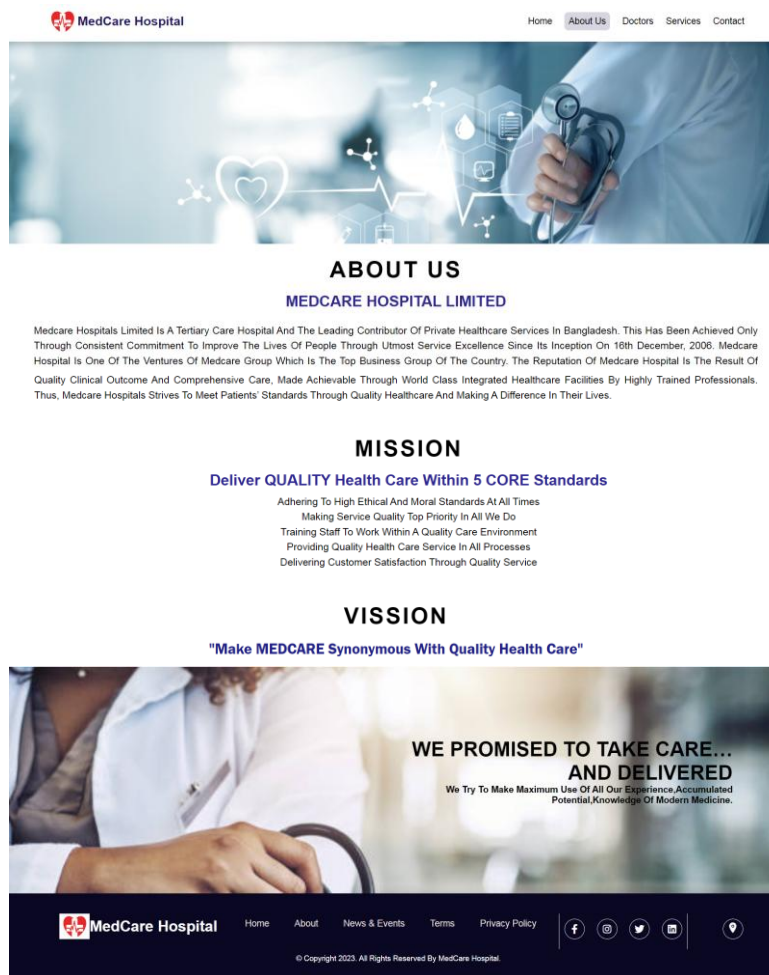 MedCare Hospital
Home About Us Doctors Services Contact
ABOUT US
MEDCARE HOSPITAL LIMITED
Medcare Hospitals Limited Is A Tertiary Care Hospital And The Leading Contributor Of Private Healthcare Services In Bangladesh. This Has Been Achieved Only
Through Consistent Commitment To Improve The Lives Of People Through Utmost Service Excellence Since Its Inception On 16th December, 2006. Medcare
Hospital Is One Of The Ventures Of Medcare Group Which Is The Top Business Group Of The Country. The Reputation Of Medcare Hospital Is The Result Of
Quality Clinical Outcome And Comprehensive Care, Made Achievable Through World Class Integrated Healthcare Facilities By Highly Trained Professionals.
Thus, Medcare Hospitals Strives To Meet Patients' Standards Through Quality Healthcare And Making A Difference In Their Lives.
MISSION
Deliver QUALITY Health Care Within 5 CORE Standards
Adhering To High Ethical And Moral Standards At All Times
Making Service Quality Top Priority In All We Do
Training Staff To Work Within A Quality Care Environment
Providing Quality Health Care Service In All Processes
Delivering Customer Satisfaction Through Quality Service
VISSION
"Make MEDCARE Synonymous With Quality Health Care"
WE PROMISED TO TAKE CARE...
AND DELIVERED
We Try To Make Maximum Use Of All Our Experience,Accumulated
Potential,Knowledge Of Modern Medicine.
MedCare Hospital
Home About News & Events Terms Privacy Policy
© Copyright 2023. All Rights Reserved By MedCare Hospital.